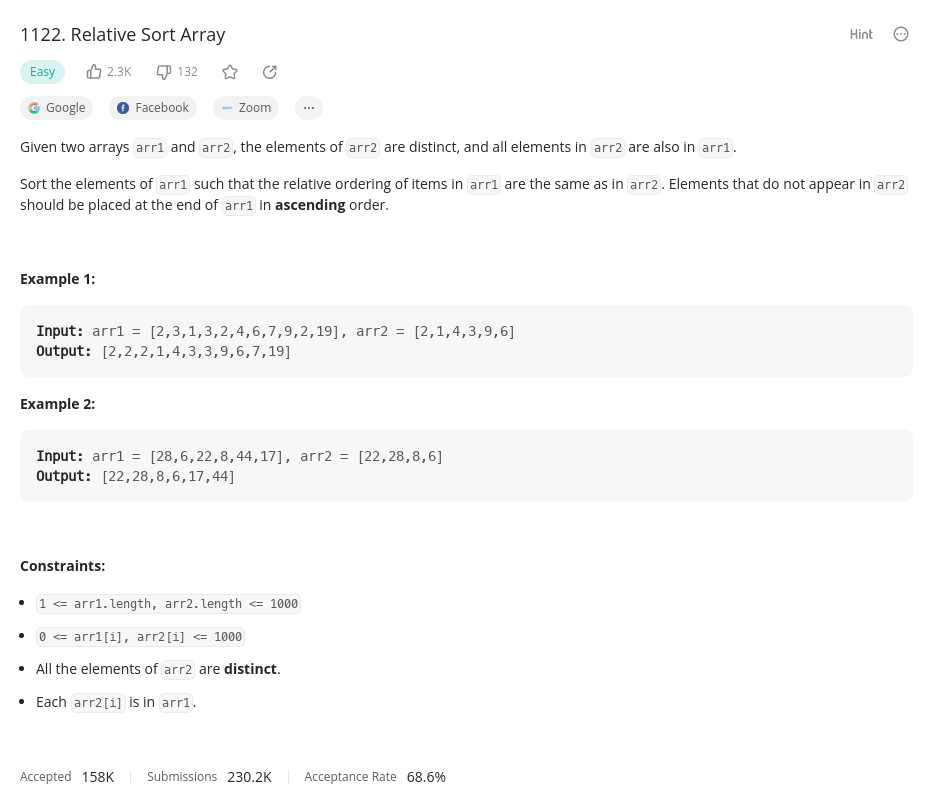 1122. Relative Sort Array
Hint
Easy
2.3K
132
Google
Facebook
Zoom
...
Given two arrays arr1 and arr2, the elements of arr2 are distinct, and all elements in arr2 are also in arr1.
Sort the elements of arr1 such that the relative ordering of items in arr1 are the same as in arr2. Elements that do not appear in arr2
should be placed at the end of arr1 in ascending order.
Example 1:
Input: arr1 = [2,3,1,3,2,4,6,7,9,2,19], arr2 = [2,1,4,3,9,6]
Output: [2,2,2,1,4,3,3,9,6,7,19]
Example 2:
Input: arr1 = [28,6,22,8,44,17], arr2 = [22,28,8,6]
Output: [22,28,8,6,17,44]
Constraints:
• 1 <= arr1.length, arr2.length <= 1000
• 0 <= arr1[i], arr2[i] <= 1000
• All the elements of arr2 are distinct.
• Each arr2[i] is in arr1.
Accepted 158K Submissions 230.2K Acceptance Rate 68.6%